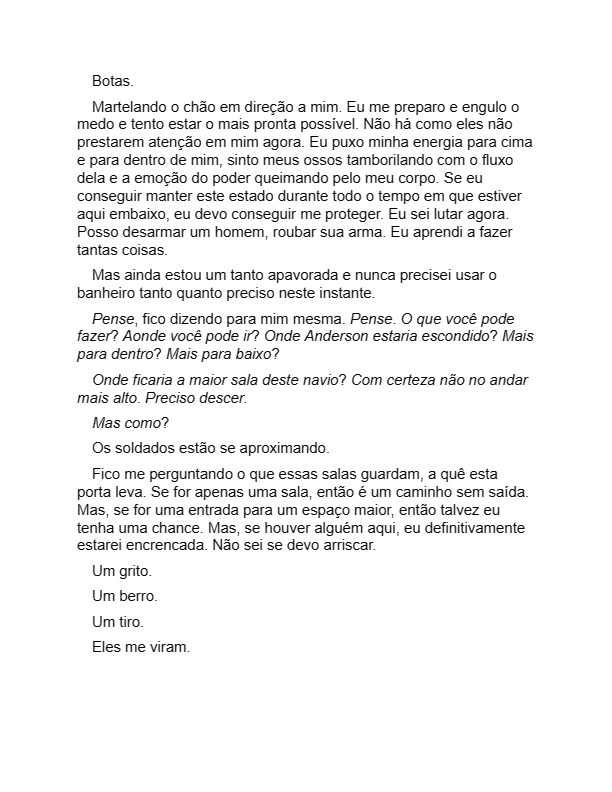 Botas.
Martelando o chão em direção a mim. Eu me preparo e engulo o
medo e tento estar o mais pronta possível. Não há como eles não
prestarem atenção em mim agora. Eu puxo minha energia para cima
e para dentro de mim, sinto meus ossos tamborilando com o fluxo
dela e a emoção do poder queimando pelo meu corpo. Se eu
conseguir manter este estado durante todo o tempo em que estiver
aqui embaixo, eu devo conseguir me proteger. Eu sei lutar agora.
Posso desarmar um homem, roubar sua arma. Eu aprendi a fazer
tantas coisas.
Mas ainda estou um tanto apavorada e nunca precisei usar o
banheiro tanto quanto preciso neste instante.
Pense, fico dizendo para mim mesma. Pense. O que você pode
fazer? Aonde você pode ir? Onde Anderson estaria escondido? Mais
para dentro? Mais para baixo?
Onde ficaria a maior sala deste navio? Com certeza não no andar
mais alto. Preciso descer.
Mas como?
Os soldados estão se aproximando.
Fico me perguntando o que essas salas guardam, a quê esta
porta leva. Se for apenas uma sala, então é um caminho sem saída.
Mas, se for uma entrada para um espaço maior, então talvez eu
tenha uma chance. Mas, se houver alguém aqui, eu definitivamente
estarei encrencada. Não sei se devo arriscar.
Um grito.
Um berro.
Um tiro.
Eles me viram.